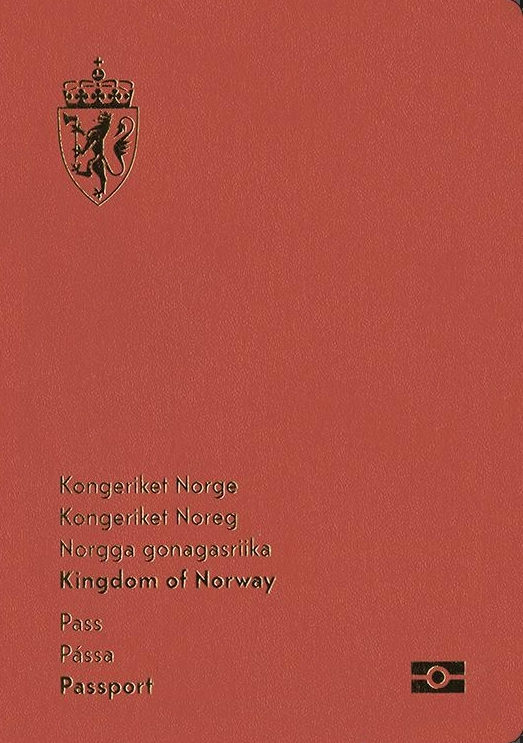 Kongeriket Norge
Kongeriket Noreg
Norgga gonagasriika
Kingdom of Norway
Pass
Pássa
Passport